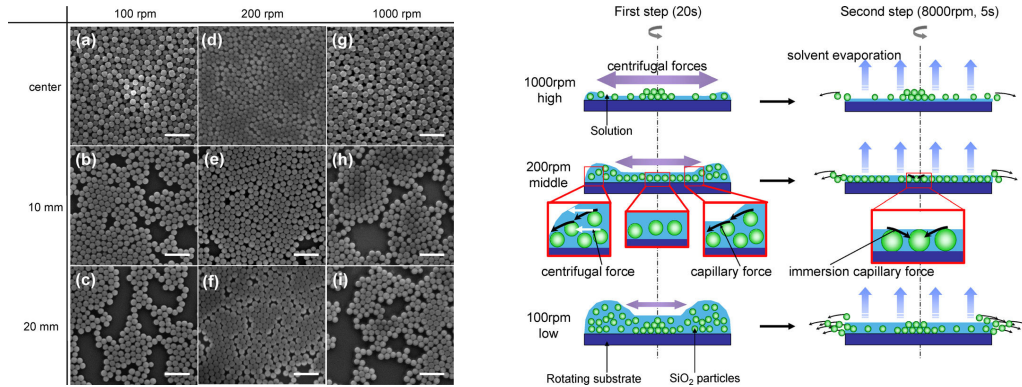 100 rpm 200 rpm 1000 rpm
center
10 mm
20 mm
(a) (d) (g)
(b) (e) (h)
(c) (f) (i)
First step (20s) Second step (8000rpm, 5s)
centrifugal forces
solvent evaporation
1000rpm
high
Solution
200rpm
middle
centrifugal force
capillary force
immersion capillary force
100rpm
low
Rotating substrate
SiO₂ particles